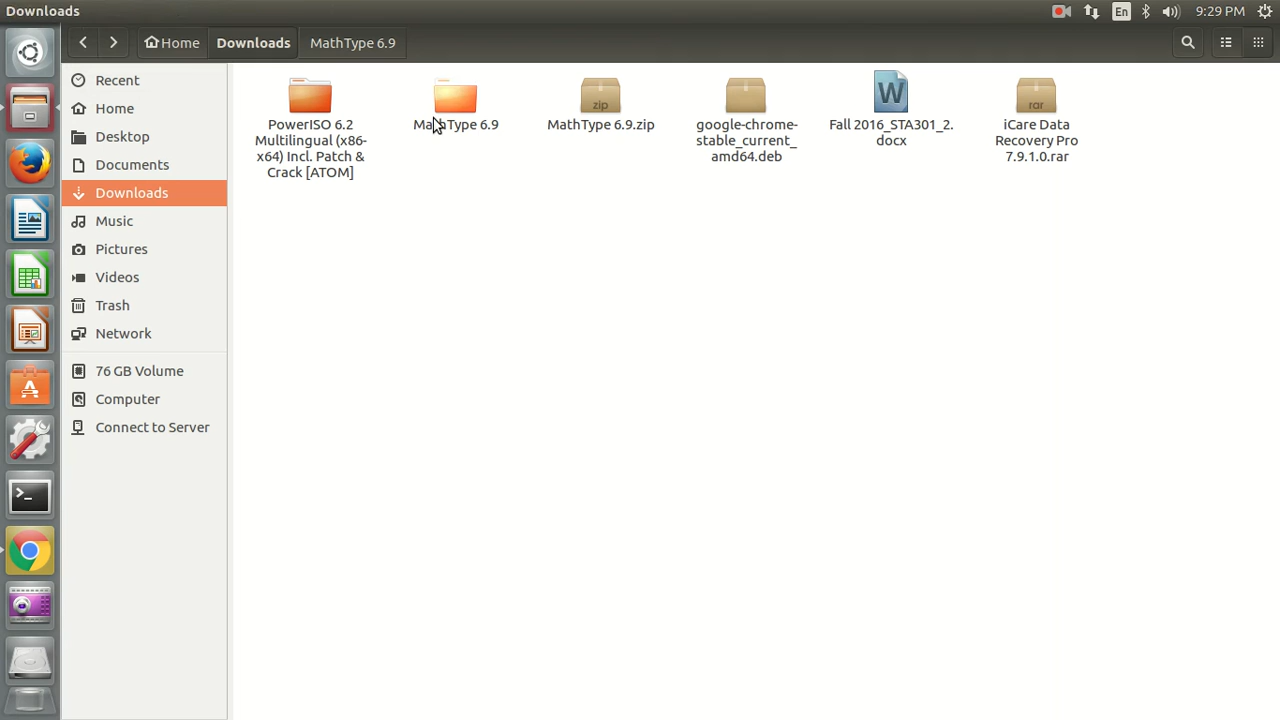 Downloads
En
9:29 PM
Home
Downloads
MathType 6.9
Recent
Home
Desktop
Documents
Downloads
Music
Pictures
Videos
Trash
Network
76 GB Volume
Computer
Connect to Server
PowerISO 6.2
Multilingual (x86-
x64) Incl. Patch &
Crack [ATOM]
MathType 6.9
zip
MathType 6.9.zip
google-chrome-
stable_current_
amd64.deb
W
Fall 2016_STA301_2.
docx
rar
iCare Data
Recovery Pro
7.9.1.0.rar